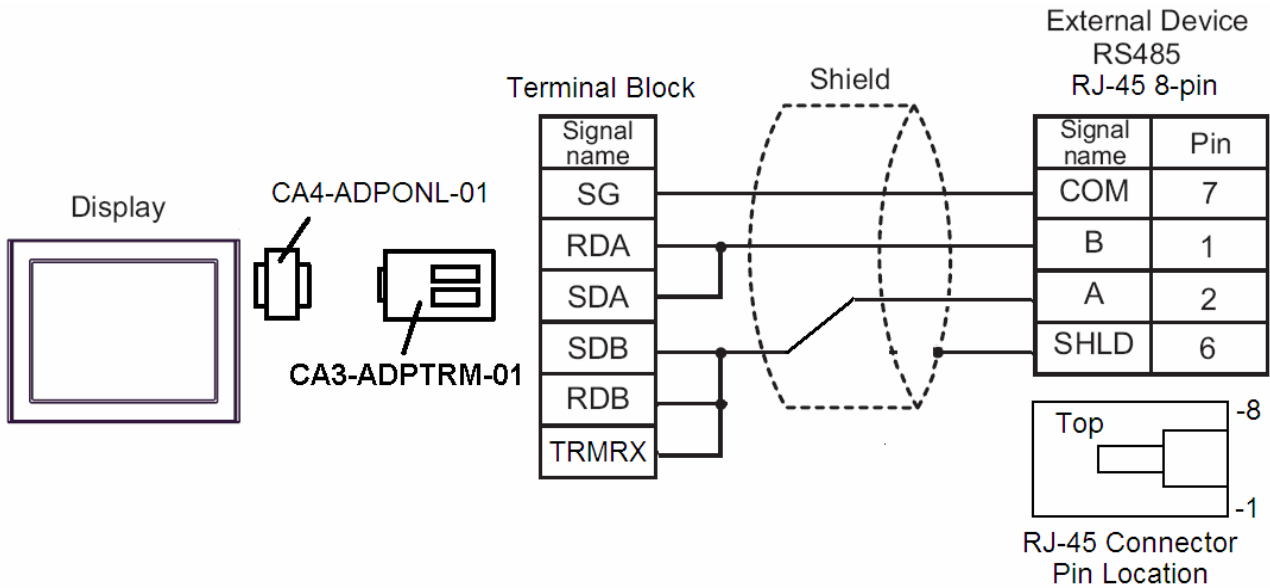 External Device
RS485
RJ-45 8-pin
Shield
Terminal Block
Display
CA4-ADPONL-01
CA3-ADPTRM-01
Signal
name
SG
RDA
SDA
SDB
RDB
TRMRX
Signal
name
Pin
COM
7
B
1
A
2
SHLD
6
Top
-8
-1
RJ-45 Connector
Pin Location